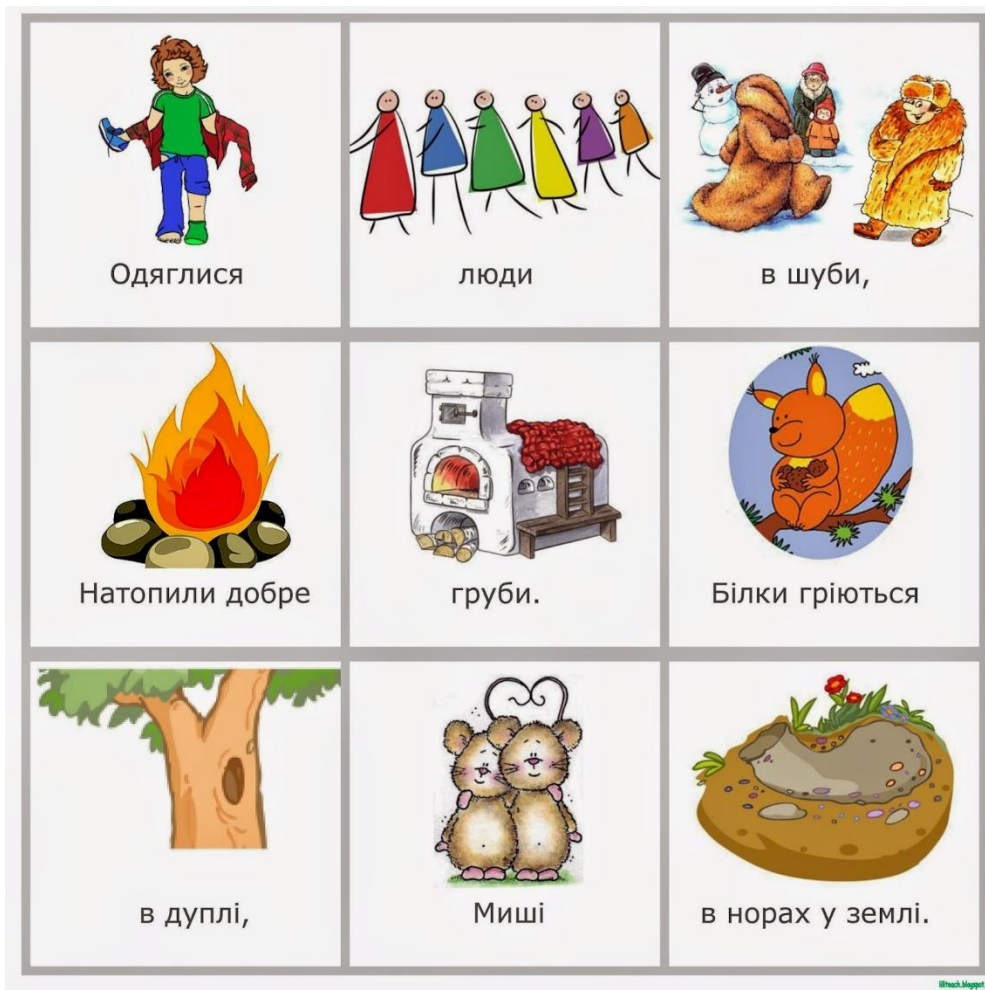 Одяглися
люди
в шуби,
Натопили добре
груби.
Білки гріються
в дуплі,
Миші
в норах у землі.